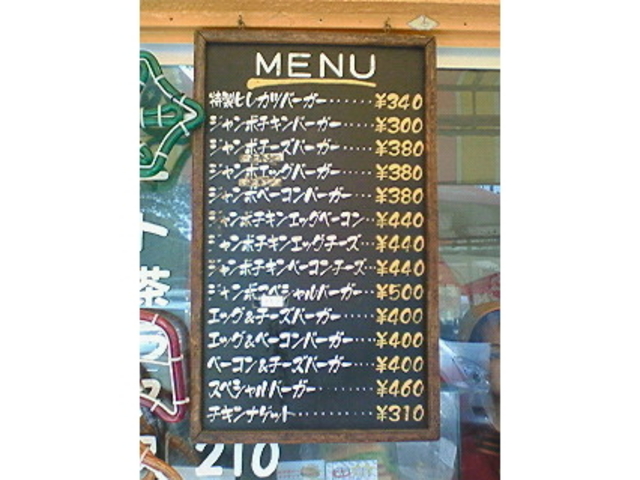 MENU
特製ヒレカツバーガー······¥340
ジャンボチキンバーガー····¥300
ジャンボチーズバーガー····¥380
ジャンボエッグバーガー····¥380
ジャンボベーコンバーガー···¥380
ジャンボチキンエッグベーコン··¥440
ジャンボチキンエッグチーズ···¥440
ジャンボチキンベーコンチーズ··¥440
ジャンボスペシャルバーガー···¥500
エッグ&チーズバーガー····¥400
エッグ&ベーコンバーガー···¥400
ベーコン&チーズバーガー···¥400
スペシャルバーガー·······¥460
チキンナゲット·········¥310
茶
210